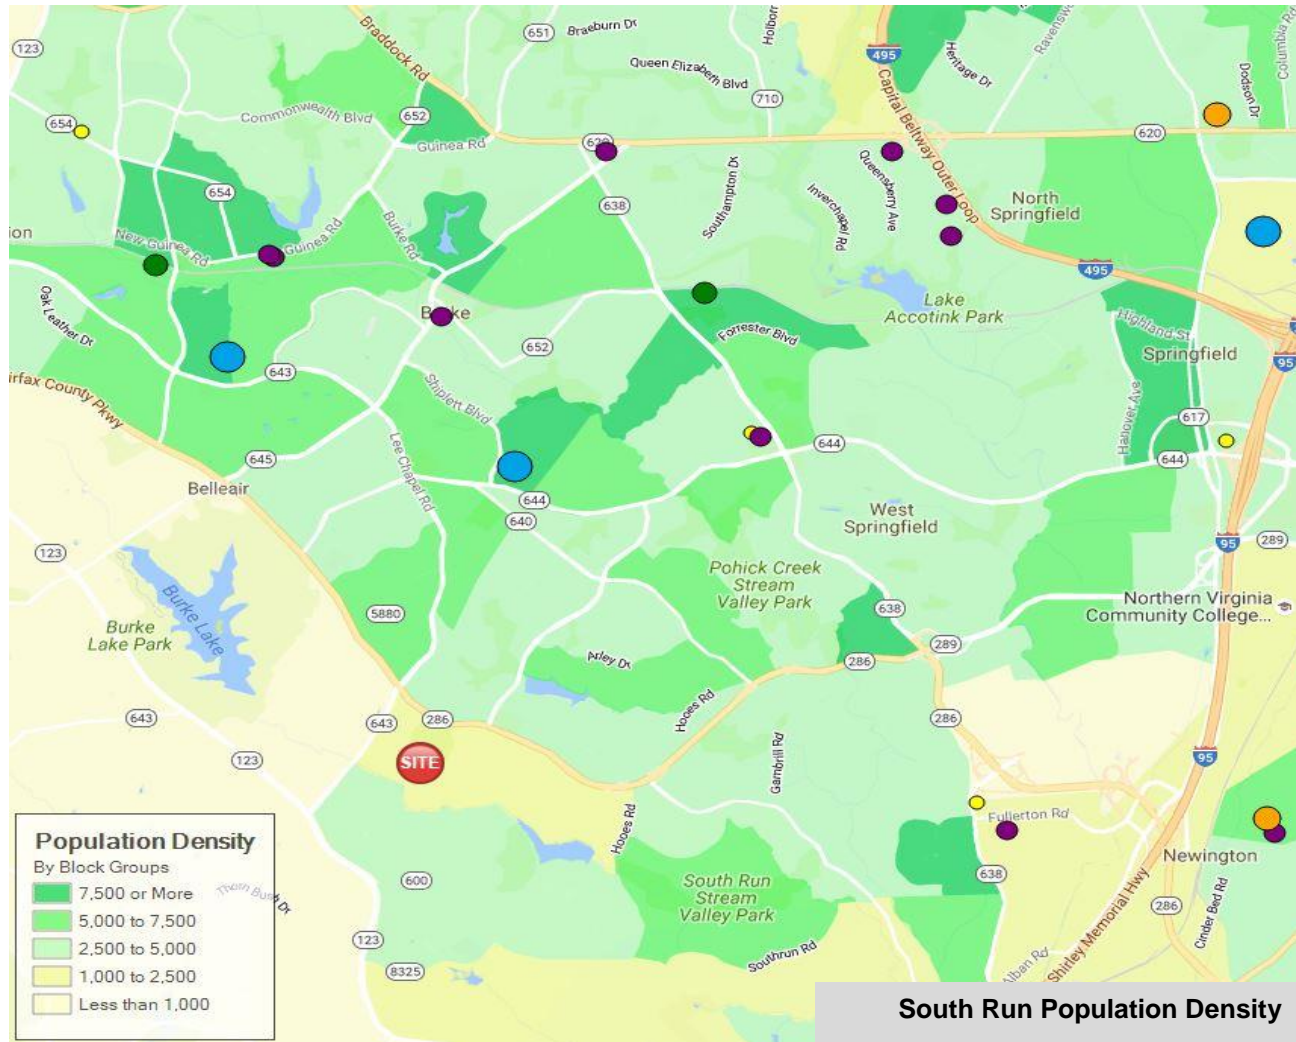 123
651
Braeburn Dr
Holborn
Ravensw
Columbia Rd
Braddock Rd
495
Heritage Dr
Queen Elizabeth Blvd
710
Capital Beltway Outer Loop
Dodson Dr
654
Commonwealth Blvd
652
Guinea Rd
620
620
654
638
Southampton Dr
Inverchapel Rd
Queensberry Ave
North
Springfield
ion
New Guinea Rd
Guinea Rd
Burke Rd
495
Oak Leather Dr
Burke
Lake
Accotink Park
Forrester Blvd
Highland St
Springfield
95
652
643
irfax County Pkwy
Shiplett Blvd
Hanover Ave
617
645
Lee Chapel Rd
644
644
Belleair
644
640
West
Springfield
123
95
289
Burke Lake
Burke
Lake Park
5880
Pohick Creek
Stream
Valley Park
638
Northern Virginia
Community College...
289
286
Arley Dr
Hooes Rd
643
643
286
286
123
SITE
Gambrill Rd
95
Hooes Rd
Fullerton Rd
Newington
Population Density
By Block Groups
7,500 or More
5,000 to 7,500
2,500 to 5,000
1,000 to 2,500
Less than 1,000
Thorn Bush Dr
600
South Run
Stream
Valley Park
638
286
Cinder Bed Rd
Shirley Memorial Hwy
123
8325
Southrun Rd
Alban Rd
South Run Population Density